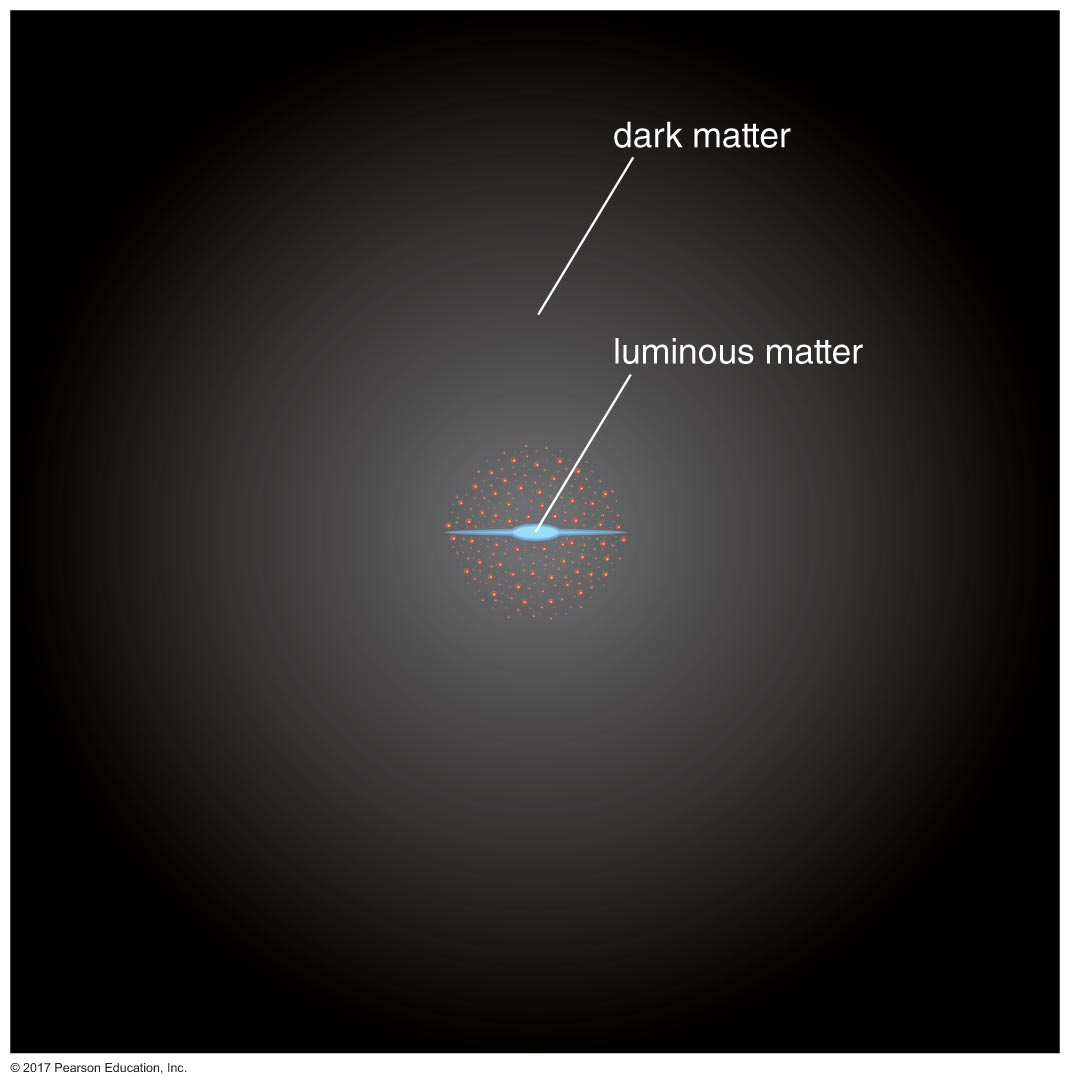 dark matter
luminous matter
© 2017 Pearson Education, Inc.